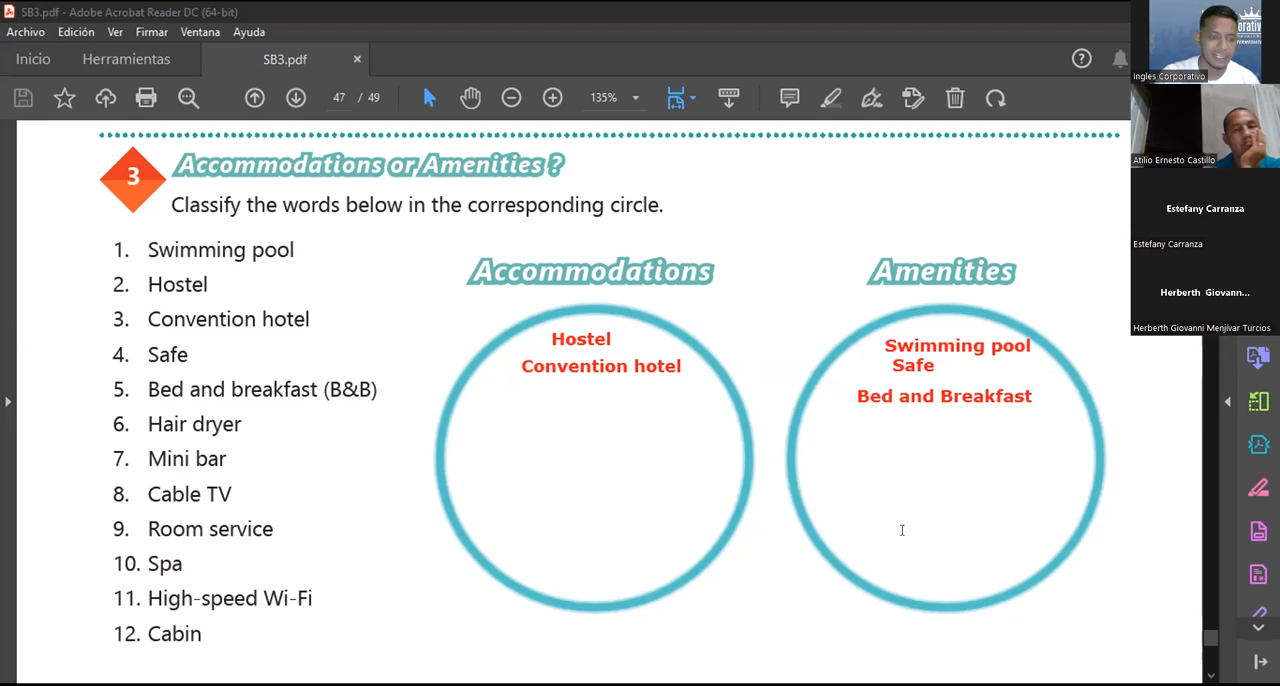 SB3.pdf - Adobe Acrobat Reader DC (64-bit)
Archivo Edición Ver Firmar Ventana Ayuda
Inicio Herramientas SB3.pdf ×
47 / 49 135%
3 Accommodations or Amenities ?
Classify the words below in the corresponding circle.
1. Swimming pool
2. Hostel
3. Convention hotel
4. Safe
5. Bed and breakfast (B&B)
6. Hair dryer
7. Mini bar
8. Cable TV
9. Room service
10. Spa
11. High-speed Wi-Fi
12. Cabin
Accommodations
Hostel
Convention hotel
Amenities
Swimming pool
Safe
Bed and Breakfast
Ingles Corporativo
Atilio Ernesto Castillo
Estefany Carranza
Estefany Carranza
Herberth Giovann...
Herberth Giovanni Menjívar Turcios